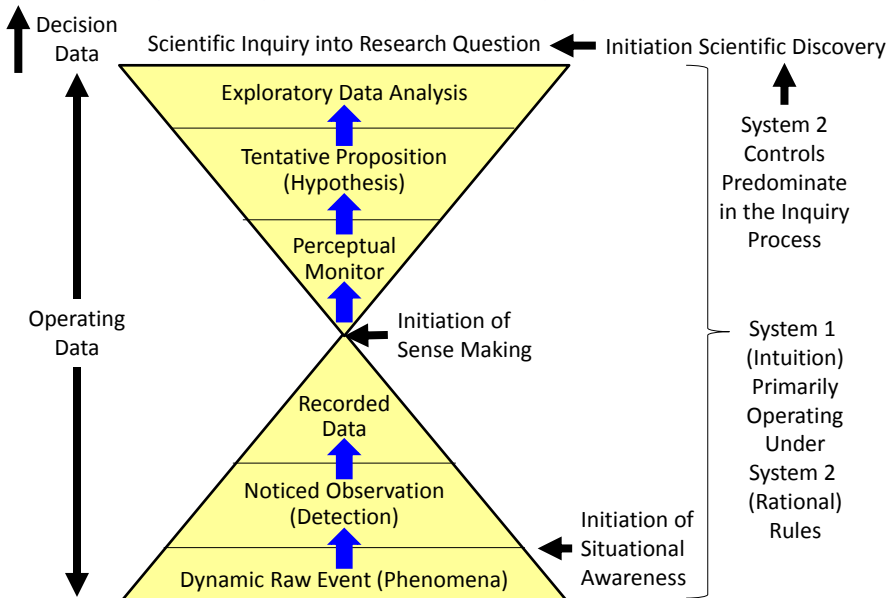 Decision
Data
Scientific Inquiry into Research Question
Initiation Scientific Discovery
Exploratory Data Analysis
Tentative Proposition
(Hypothesis)
Perceptual
Monitor
System 2
Controls
Predominate
in the Inquiry
Process
Operating
Data
Initiation of
Sense Making
System 1
(Intuition)
Primarily
Operating
Under
System 2
(Rational)
Rules
Recorded
Data
Noticed Observation
(Detection)
Initiation of
Situational
Awareness
Dynamic Raw Event (Phenomena)